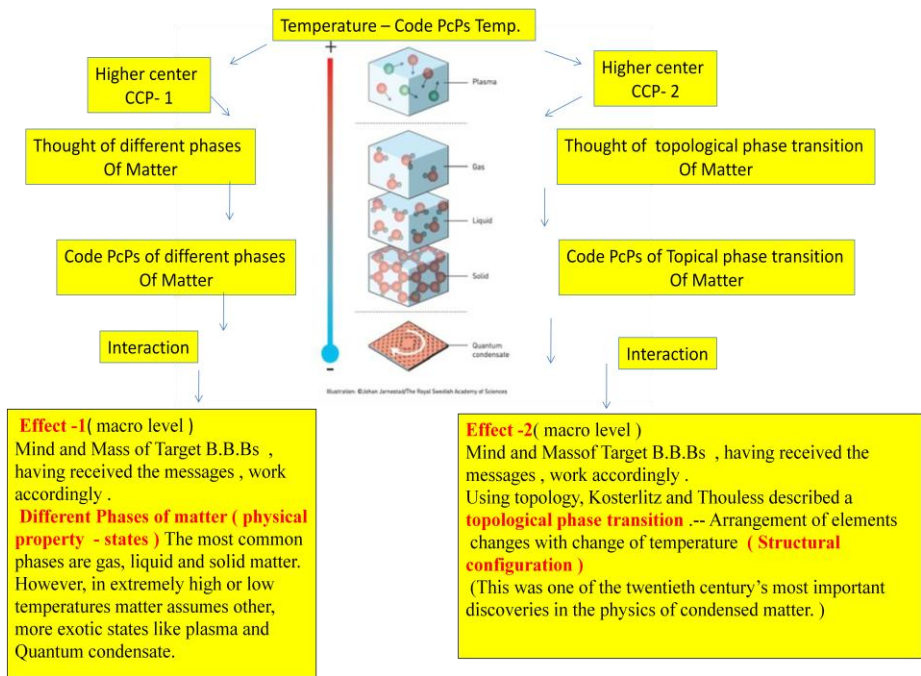 Temperature – Code PcPs Temp.
+
Higher center
CCP- 1
Higher center
CCP- 2
Plasma
Thought of different phases
Of Matter
Thought of topological phase transition
Of Matter
Gas
Liquid
Code PcPs of different phases
Of Matter
Code PcPs of Topical phase transition
Of Matter
Solid
Interaction
Quantum
condensate
Interaction
-
Illustration: ©Johan Jarnestad/The Royal Swedish Academy of Sciences
Effect -1( macro level )
Mind and Mass of Target B.B.Bs , having received the messages , work accordingly .
Different Phases of matter ( physical
property - states ) The most common
phases are gas, liquid and solid matter.
However, in extremely high or low
temperatures matter assumes other,
more exotic states like plasma and
Quantum condensate.
Effect -2( macro level )
Mind and Massof Target B.B.Bs , having received the
messages , work accordingly .
Using topology, Kosterlitz and Thouless described a
topological phase transition .-- Arrangement of elements
changes with change of temperature ( Structural
configuration )
(This was one of the twentieth century's most important
discoveries in the physics of condensed matter. )